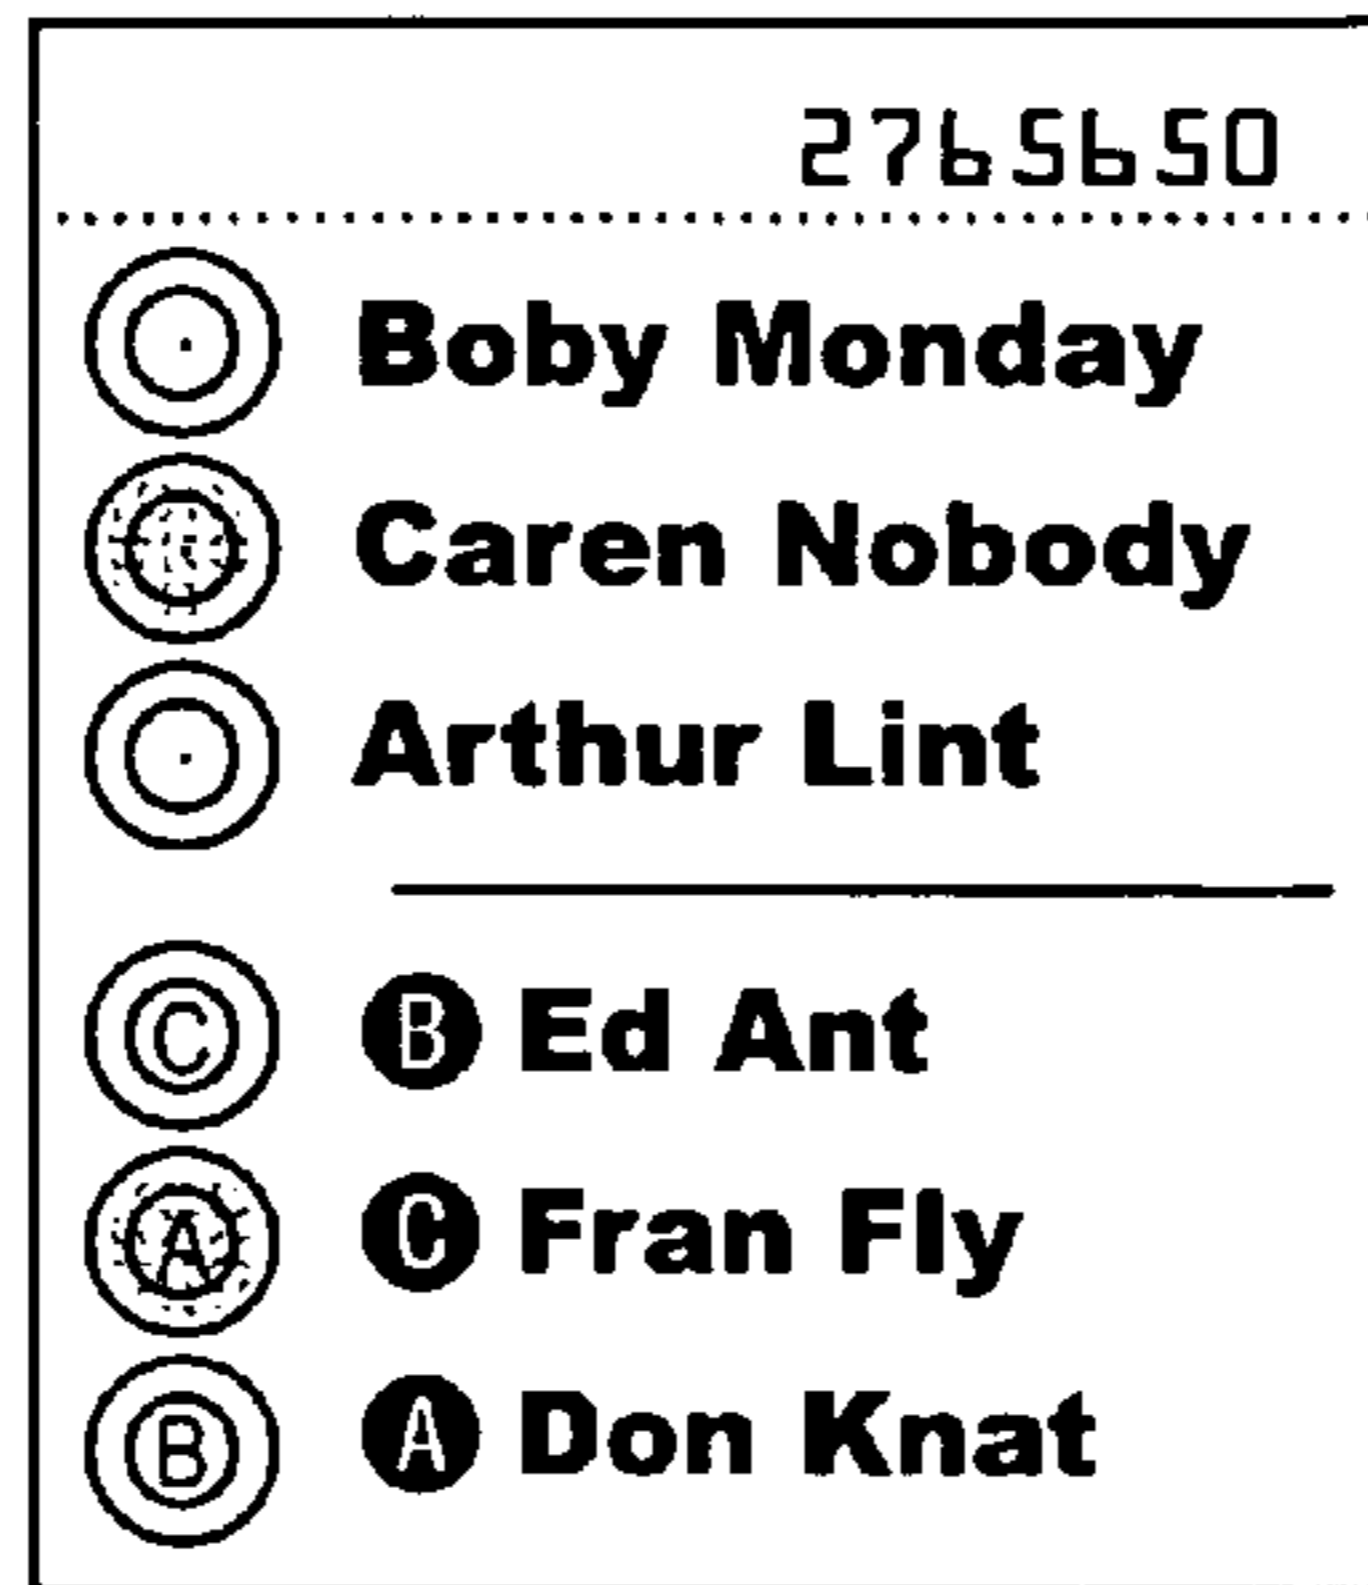 2765650
Boby Monday
Caren Nobody
Arthur Lint
C B Ed Ant
A C Fran Fly
B A Don Knat